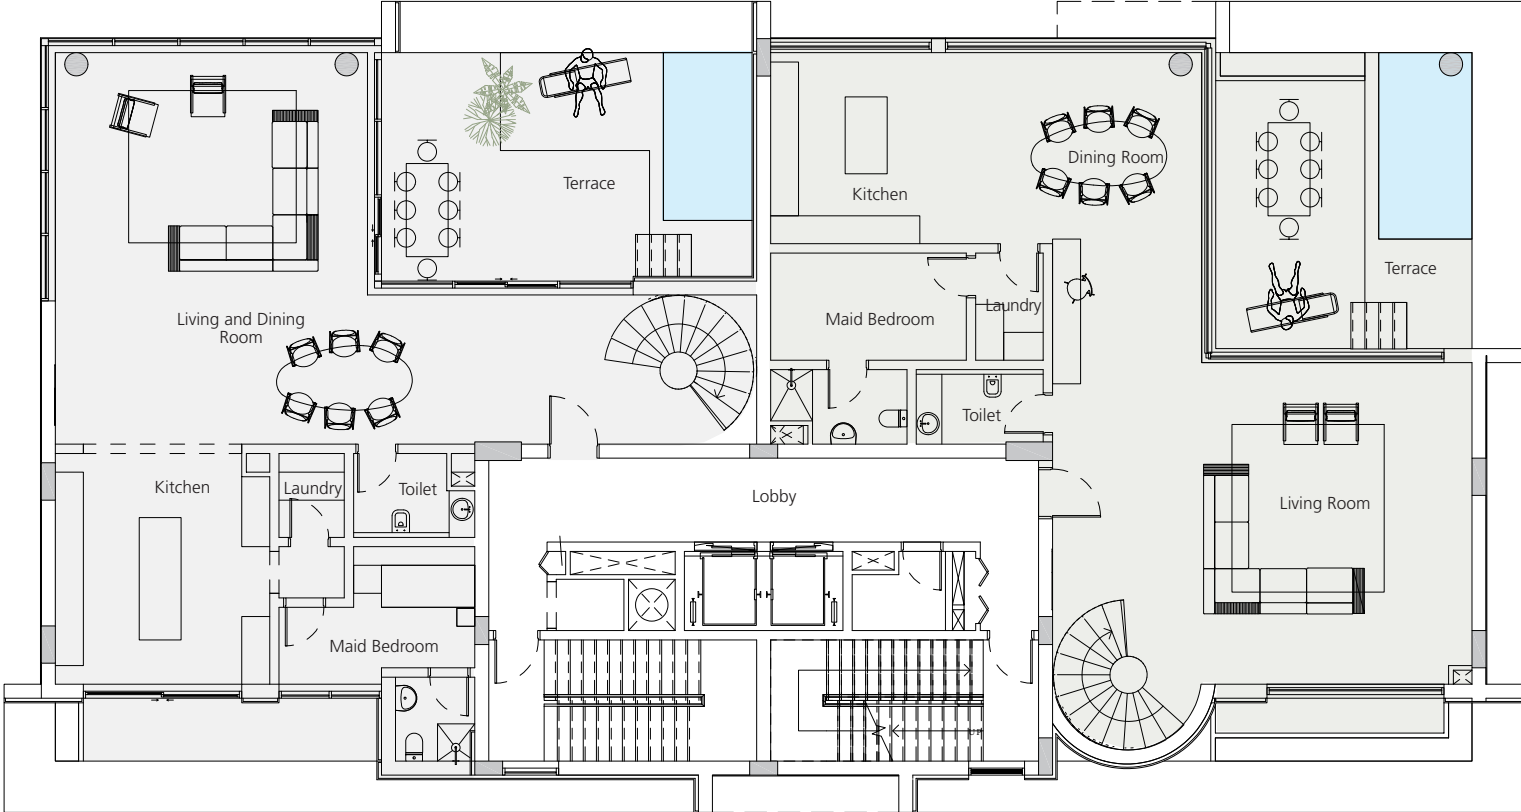 Dining Room
Terrace
Kitchen
Terrace
Living and Dining
Room
Maid Bedroom
Laundry
Toilet
Kitchen
Laundry
Toilet
Lobby
Living Room
Maid Bedroom
UP